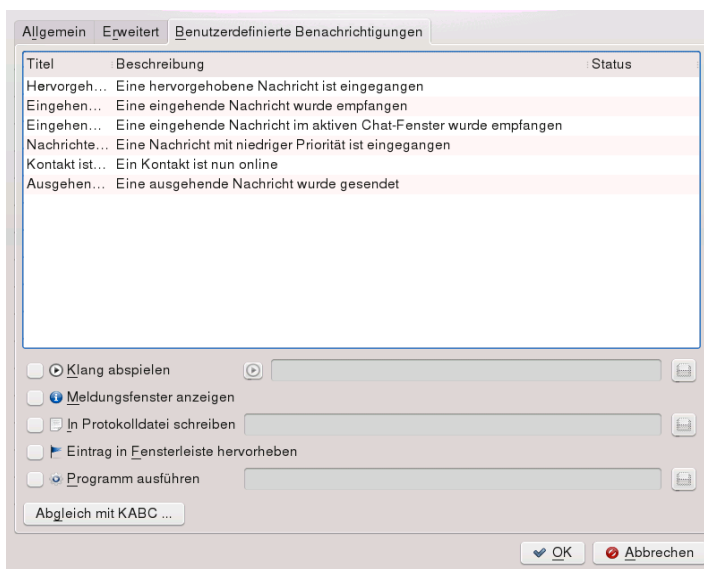 Allgemein Erweitert Benutzerdefinierte Benachrichtigungen
Titel Beschreibung Status
Hervorgeh... Eine hervorgehobene Nachricht ist eingegangen
Eingehen... Eine eingehende Nachricht wurde empfangen
Eingehen... Eine eingehende Nachricht im aktiven Chat-Fenster wurde empfangen
Nachrichte... Eine Nachricht mit niedriger Priorität ist eingegangen
Kontakt ist... Ein Kontakt ist nun online
Ausgehen... Eine ausgehende Nachricht wurde gesendet
Klang abspielen
Meldungsfenster anzeigen
In Protokolldatei schreiben
Eintrag in Fensterleiste hervorheben
Programm ausführen
Abgleich mit KABC ...
OK Abbrechen